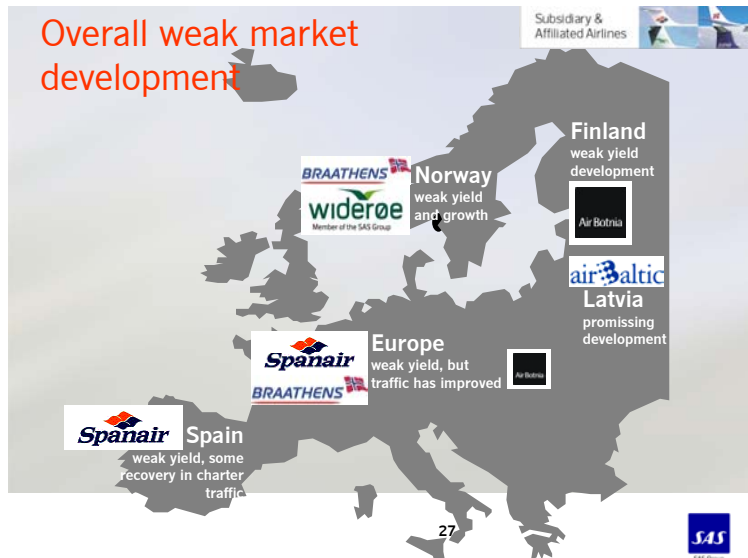 Overall weak market
development
Subsidiary &
Affiliated Airlines
Finland
weak yield
development
Air Botnia
BRAATHENS
WIDERØE
Member of the SAS Group
Norway
weak yield
and growth
airBaltic
Latvia
promissing
development
Spanair
BRAATHENS
Europe
weak yield, but
traffic has improved
Air Botnia
Spanair
Spain
weak yield, some
recovery in charter
traffic
27
SAS
SAS Group